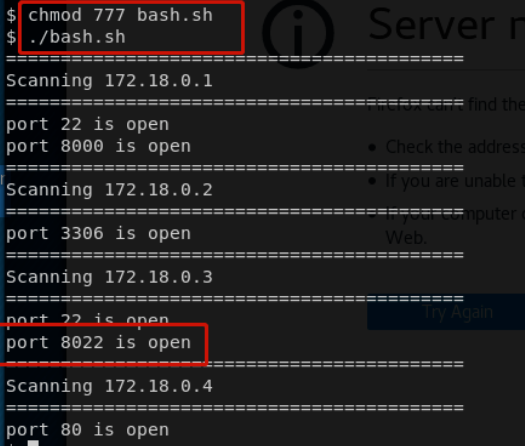 $ chmod 777 bash.sh
$ ./bash.sh
==========================================
Scanning 172.18.0.1
==========================================
port 22 is open
port 8000 is open
==========================================
Scanning 172.18.0.2
==========================================
port 3306 is open
==========================================
Scanning 172.18.0.3
==========================================
port 22 is open
port 8022 is open
==========================================
Scanning 172.18.0.4
==========================================
port 80 is open
$
Server n
Firefox can't find the
Check the address
If you are unable t
If your computer
Web.
Try Again